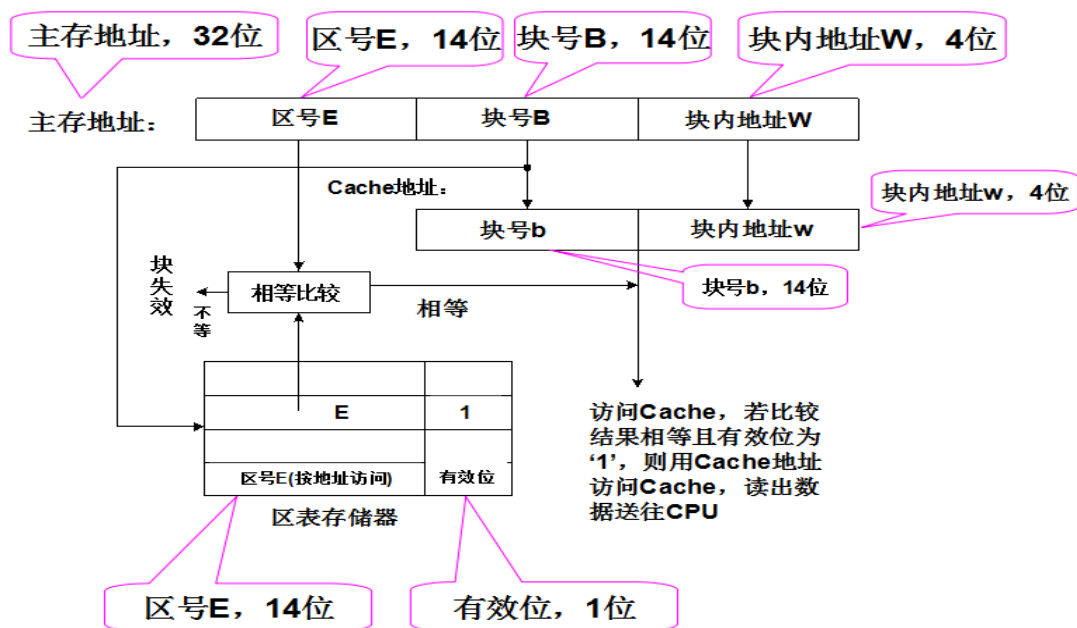 主存地址，32位
区号E，14位
块号B，14位
块内地址W，4位
主存地址：
区号E
块号B
块内地址W
Cache地址：
块内地址w，4位
块号b
块内地址w
块失效
不等
相等比较
相等
块号b，14位
E
1
区号E(按地址访问)
有效位
区表存储器
访问Cache，若比较
结果相等且有效位为
‘1’，则用Cache地址
访问Cache，读出数
据送往CPU
区号E，14位
有效位，1位